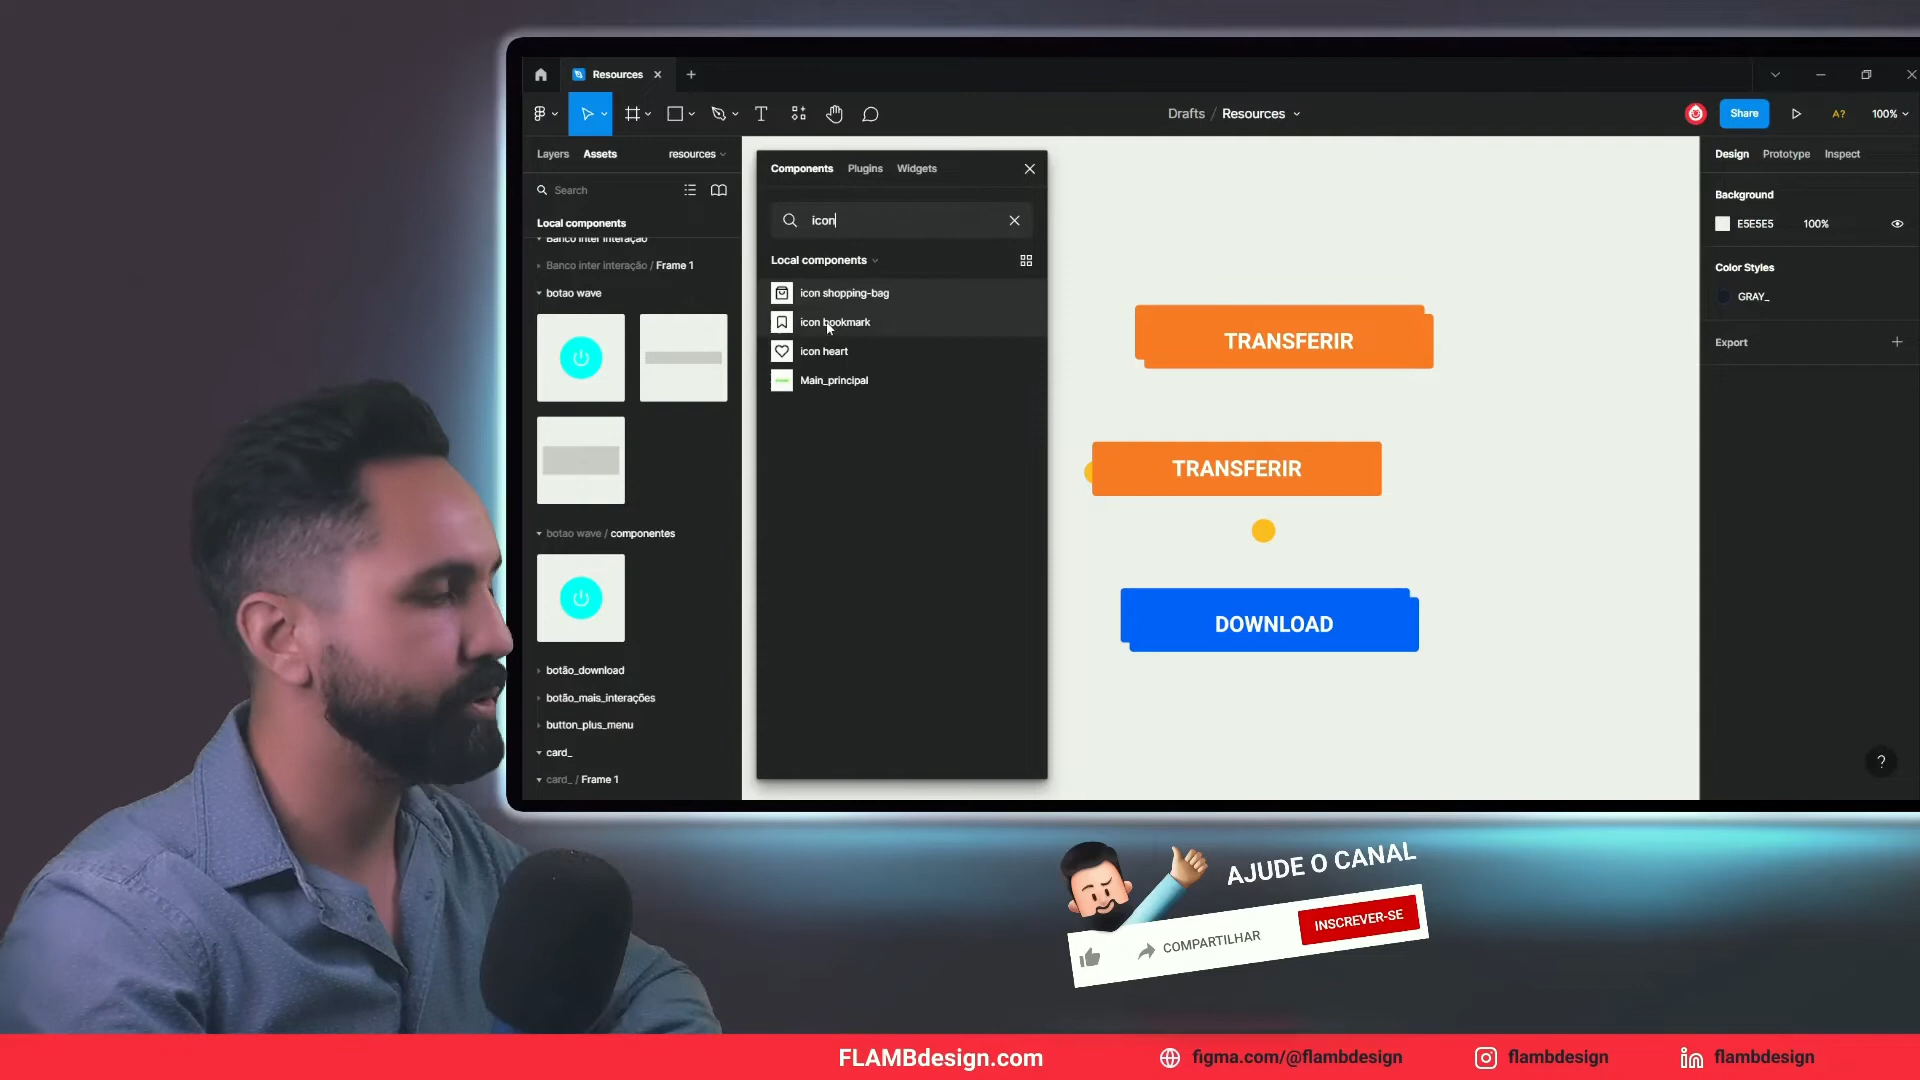 Resources
Drafts / Resources
Share
A?
100%
Layers
Assets
resources
Search
Local components
Banco inter interação
Banco inter interação / Frame 1
botao wave
botao wave / componentes
botão_download
botão_mais_interações
button_plus_menu
card_
card_ / Frame 1
Components
Plugins
Widgets
icon
Local components
icon shopping-bag
icon bookmark
icon heart
Main_principal
TRANSFERIR
TRANSFERIR
DOWNLOAD
Design
Prototype
Inspect
Background
E5E5E5
100%
Color Styles
GRAY_
Export
?
AJUDE O CANAL
COMPARTILHAR
INSCREVER-SE
FLAMBdesign.com
figma.com/@flambdesign
flambdesign
flambdesign